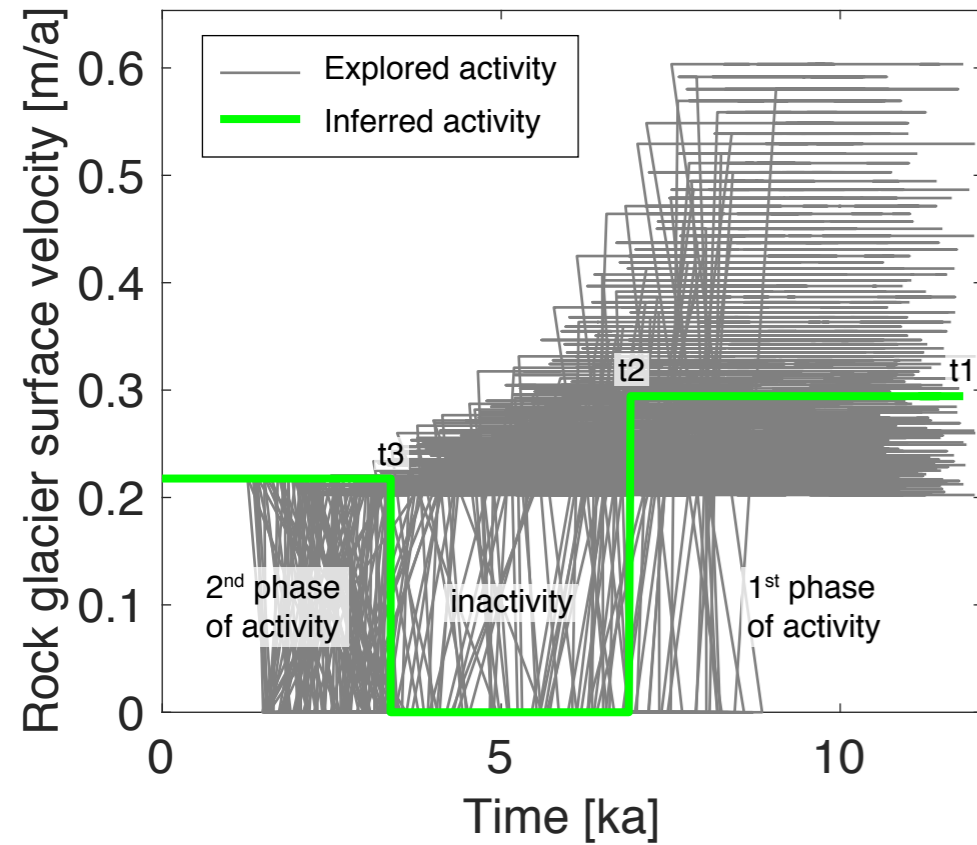 Rock glacier surface velocity [m/a]
0.6
0.5
0.4
0.3
0.2
0.1
0
Explored activity
Inferred activity
t2
t1
t3
2nd phase
of activity
inactivity
1st phase
of activity
0
5
10
Time [ka]